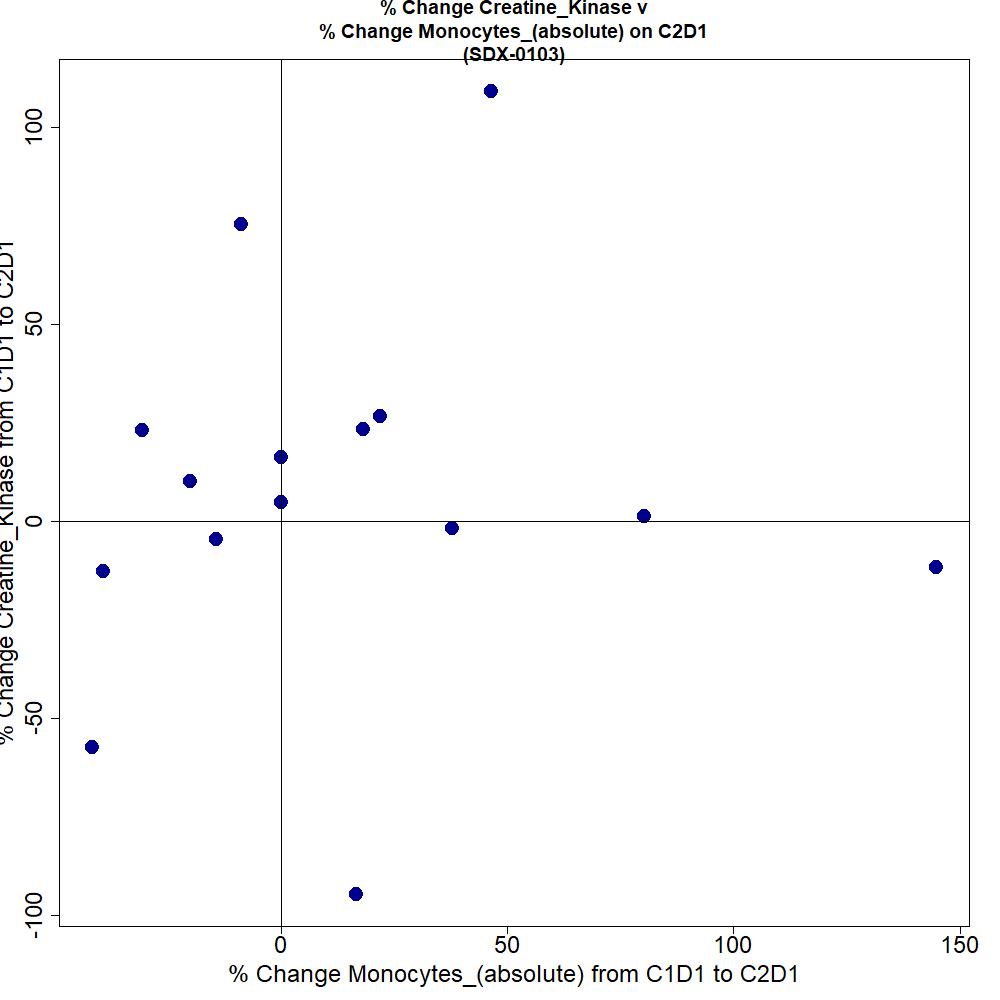 % Change Creatine_Kinase v
% Change Monocytes_(absolute) on C2D1
(SDX-0103)
% Change Creatine_Kinase from C1D1 to C2D1
100
50
0
-50
-100
0
50
100
150
% Change Monocytes_(absolute) from C1D1 to C2D1